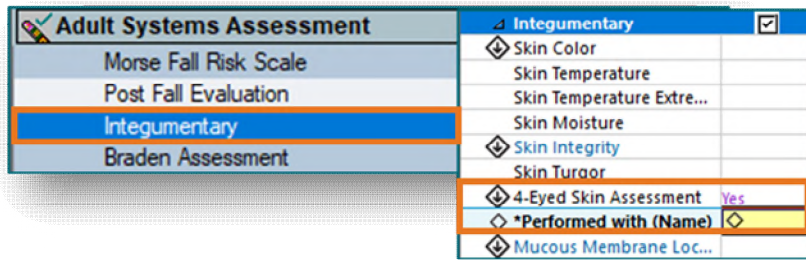 Adult Systems Assessment
Morse Fall Risk Scale
Post Fall Evaluation
Integumentary
Braden Assessment
Integumentary
Skin Color
Skin Temperature
Skin Temperature Extre...
Skin Moisture
Skin Integrity
Skin Turgor
4-Eyed Skin Assessment Yes
*Performed with (Name)
Mucous Membrane Loc...